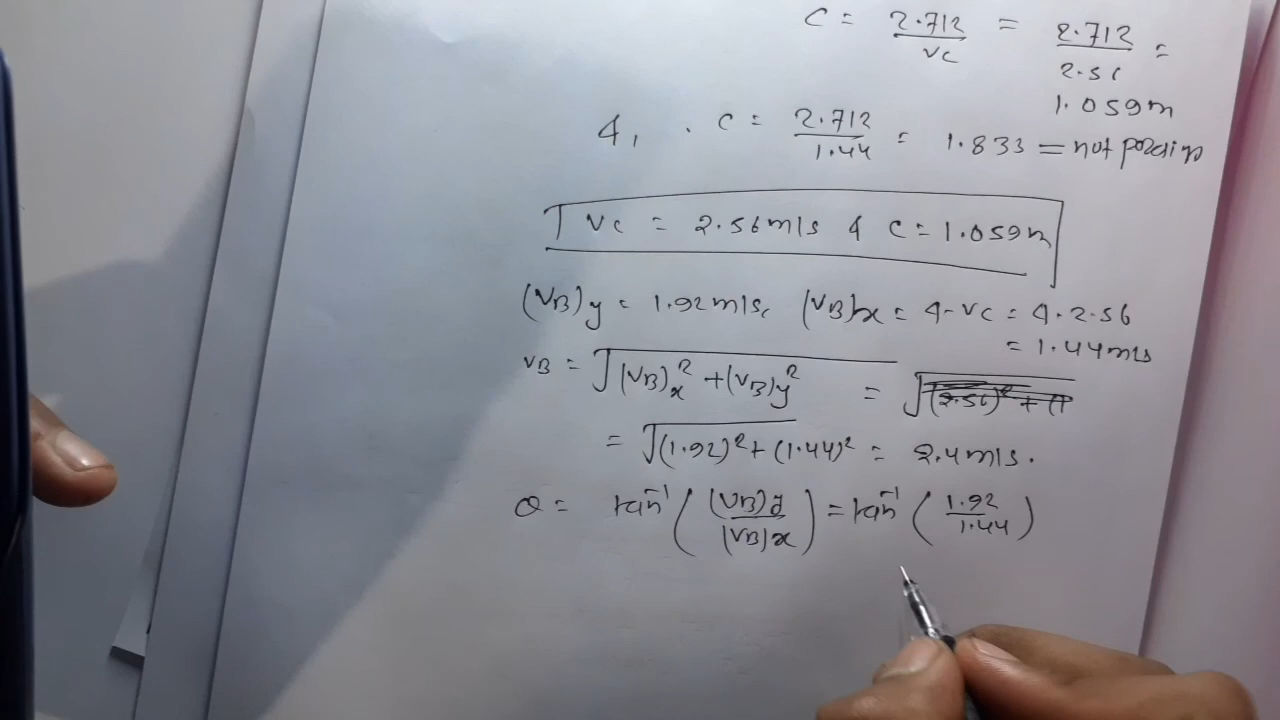 C = 2.712 / VC = 2.712 / 2.56 =
1.059m
4, . C = 2.712 / 1.44 = 1.833 = not
VC = 2.56m/s & C = 1.059m
(VB)y = 1.92m/s, (VB)x = 4-VC = 4-2.56
= 1.44m/s
VB = √(VB)x² + (VB)y² = √
= √(1.92)² + (1.44)² = 2.4m/s.
θ = tan⁻¹ ( (VB)y / (VB)x ) = tan⁻¹ ( 1.92 / 1.44 )